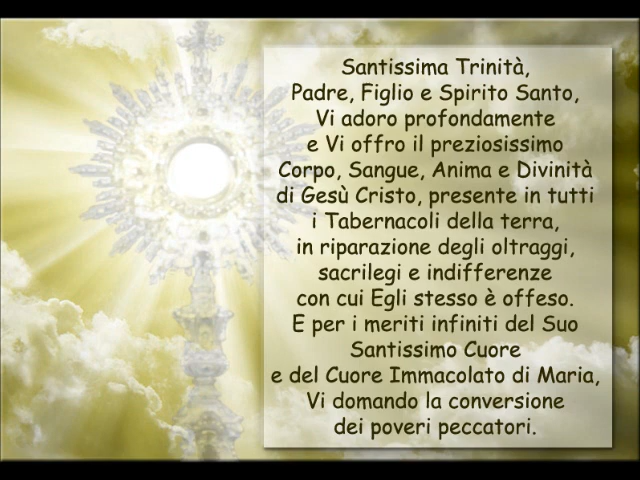 Santissima Trinità,
Padre, Figlio e Spirito Santo,
Vi adoro profondamente
e Vi offro il preziosissimo
Corpo, Sangue, Anima e Divinità
di Gesù Cristo, presente in tutti
i Tabernacoli della terra,
in riparazione degli oltraggi,
sacrilegi e indifferenze
con cui Egli stesso è offeso.
E per i meriti infiniti del Suo
Santissimo Cuore
e del Cuore Immacolato di Maria,
Vi domando la conversione
dei poveri peccatori.